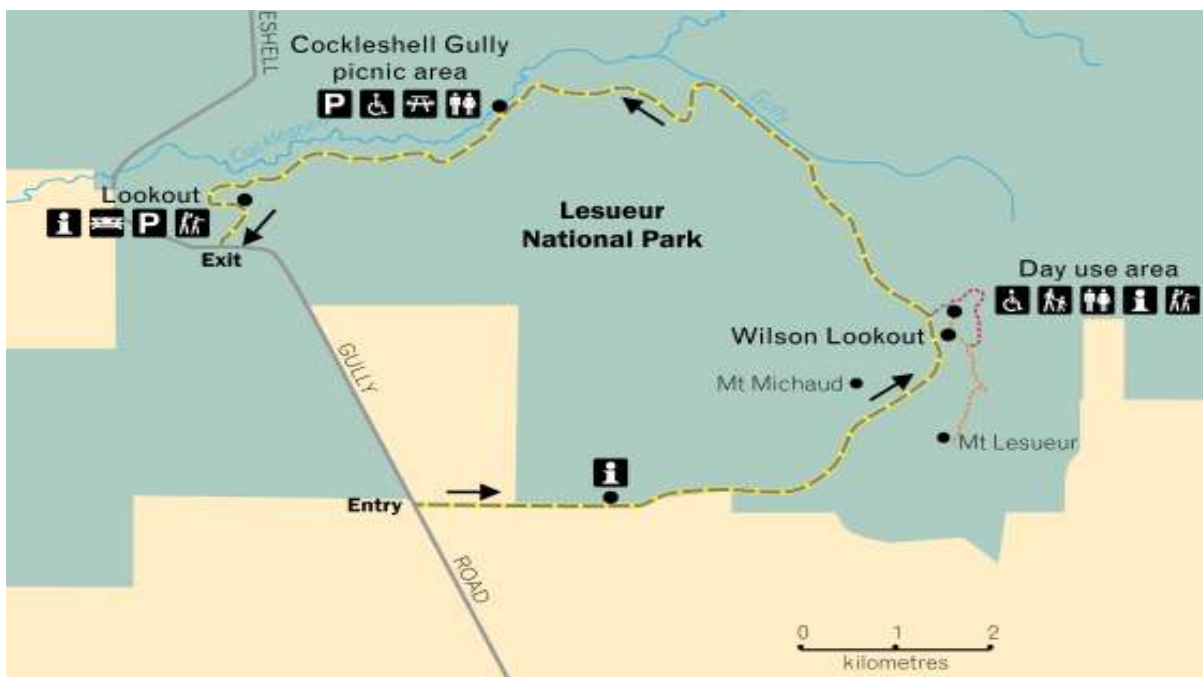 ESHELL
Cockleshell Gully
picnic area
P
Gully
Lookout
i
P
Lesueur
National Park
Exit
Day use area
i
Wilson Lookout
GULLY
Mt Michaud
Mt Lesueur
i
Entry
ROAD
0 1 2
kilometres